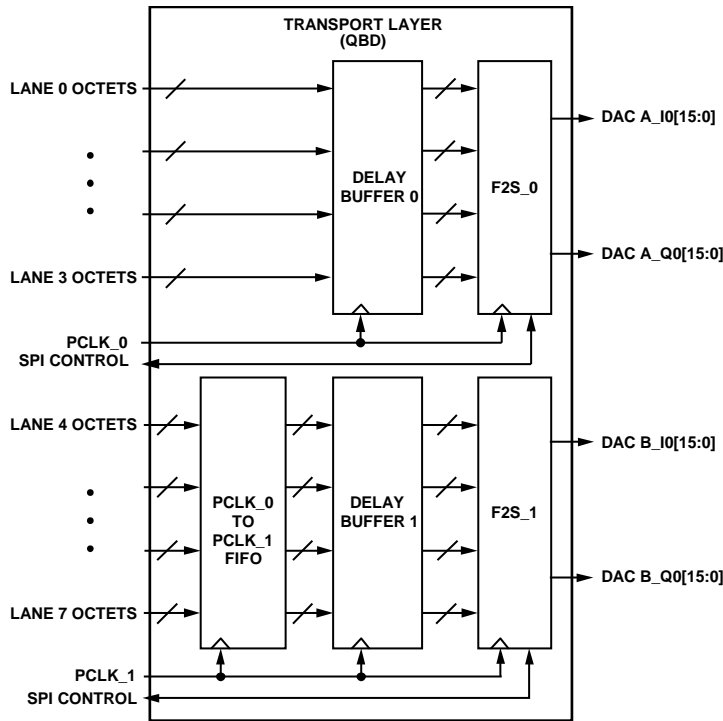 TRANSPORT LAYER
(QBD)
LANE 0 OCTETS
LANE 3 OCTETS
DELAY
BUFFER 0
F2S_0
DAC A_I0[15:0]
DAC A_Q0[15:0]
PCLK_0
SPI CONTROL
LANE 4 OCTETS
LANE 7 OCTETS
PCLK_0
TO
PCLK_1
FIFO
DELAY
BUFFER 1
F2S_1
DAC B_I0[15:0]
DAC B_Q0[15:0]
PCLK_1
SPI CONTROL